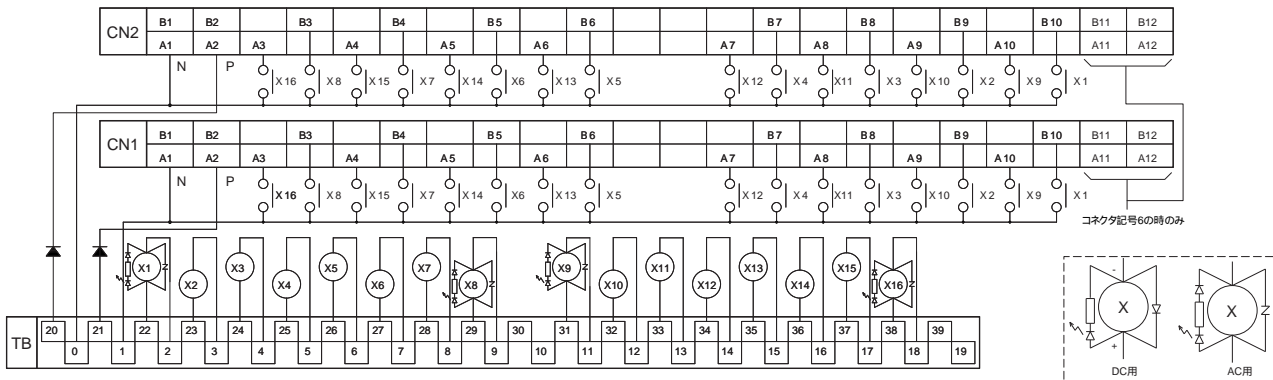 CN2 B1 B2 B3 B4 B5 B6 B7 B8 B9 B10 B11 B12
A1 A2 A3 A4 A5 A6 A7 A8 A9 A10 A11 A12
N P X16 X8 X15 X7 X14 X6 X13 X5 X12 X4 X11 X3 X10 X2 X9 X1
CN1 B1 B2 B3 B4 B5 B6 B7 B8 B9 B10 B11 B12
A1 A2 A3 A4 A5 A6 A7 A8 A9 A10 A11 A12
N P X16 X8 X15 X7 X14 X6 X13 X5 X12 X4 X11 X3 X10 X2 X9 X1
コネクタ記号6の時のみ
X1 X2 X3 X4 X5 X6 X7 X8 X9 X10 X11 X12 X13 X14 X15 X16
TB 20 21 22 23 24 25 26 27 28 29 30 31 32 33 34 35 36 37 38 39
0 1 2 3 4 5 6 7 8 9 10 11 12 13 14 15 16 17 18 19
-
X X
+
DC用 AC用